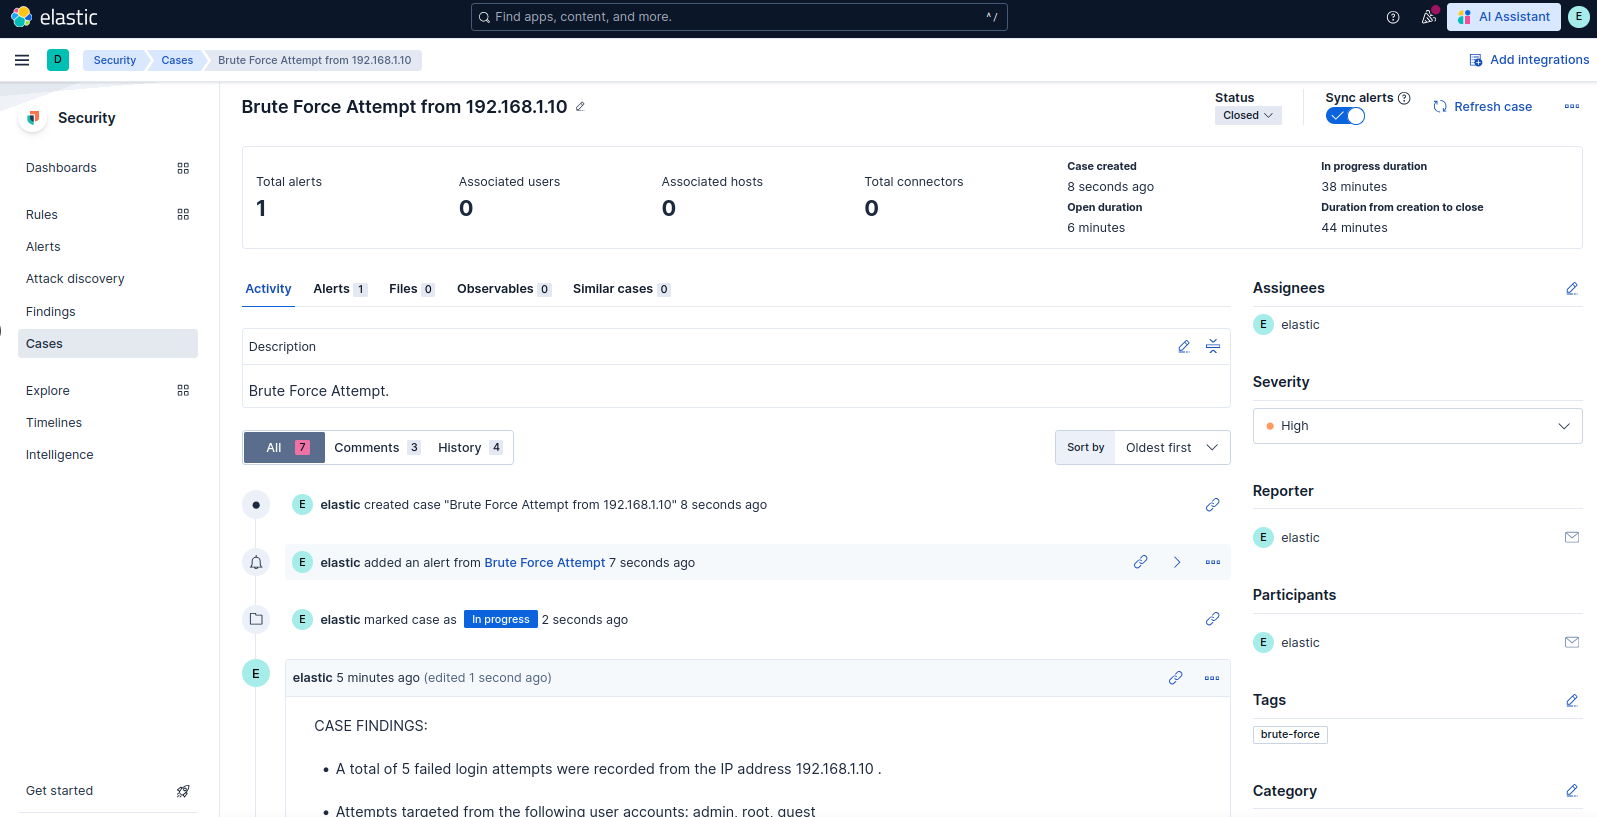 elastic
Find apps, content, and more.
^/
AI Assistant
E
D
Security
Cases
Brute Force Attempt from 192.168.1.10
Add integrations
Security
Dashboards
Rules
Alerts
Attack discovery
Findings
Cases
Explore
Timelines
Intelligence
Get started
Brute Force Attempt from 192.168.1.10
Status
Closed
Sync alerts
Refresh case
Total alerts
1
Associated users
0
Associated hosts
0
Total connectors
0
Case created
8 seconds ago
Open duration
6 minutes
In progress duration
38 minutes
Duration from creation to close
44 minutes
Activity
Alerts 1
Files 0
Observables 0
Similar cases 0
Description
Brute Force Attempt.
All 7
Comments 3
History 4
Sort by
Oldest first
E elastic created case "Brute Force Attempt from 192.168.1.10" 8 seconds ago
E elastic added an alert from Brute Force Attempt 7 seconds ago
E elastic marked case as In progress 2 seconds ago
E
elastic 5 minutes ago (edited 1 second ago)
CASE FINDINGS:
• A total of 5 failed login attempts were recorded from the IP address 192.168.1.10 .
• Attempts targeted from the following user accounts: admin, root, guest
Assignees
E elastic
Severity
High
Reporter
E elastic
Participants
E elastic
Tags
brute-force
Category